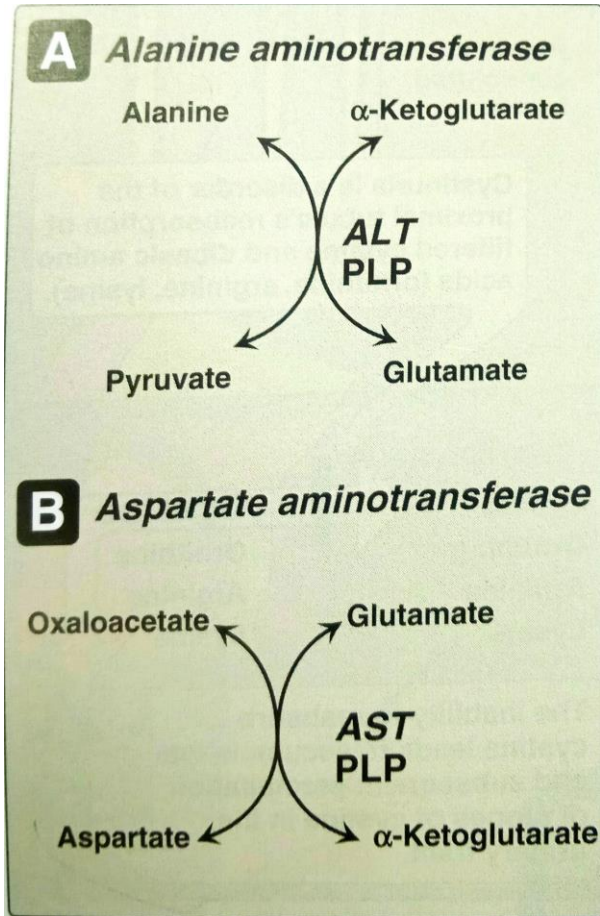 A Alanine aminotransferase
Alanine α-Ketoglutarate
ALT
PLP
Pyruvate Glutamate
B Aspartate aminotransferase
Oxaloacetate Glutamate
AST
PLP
Aspartate α-Ketoglutarate